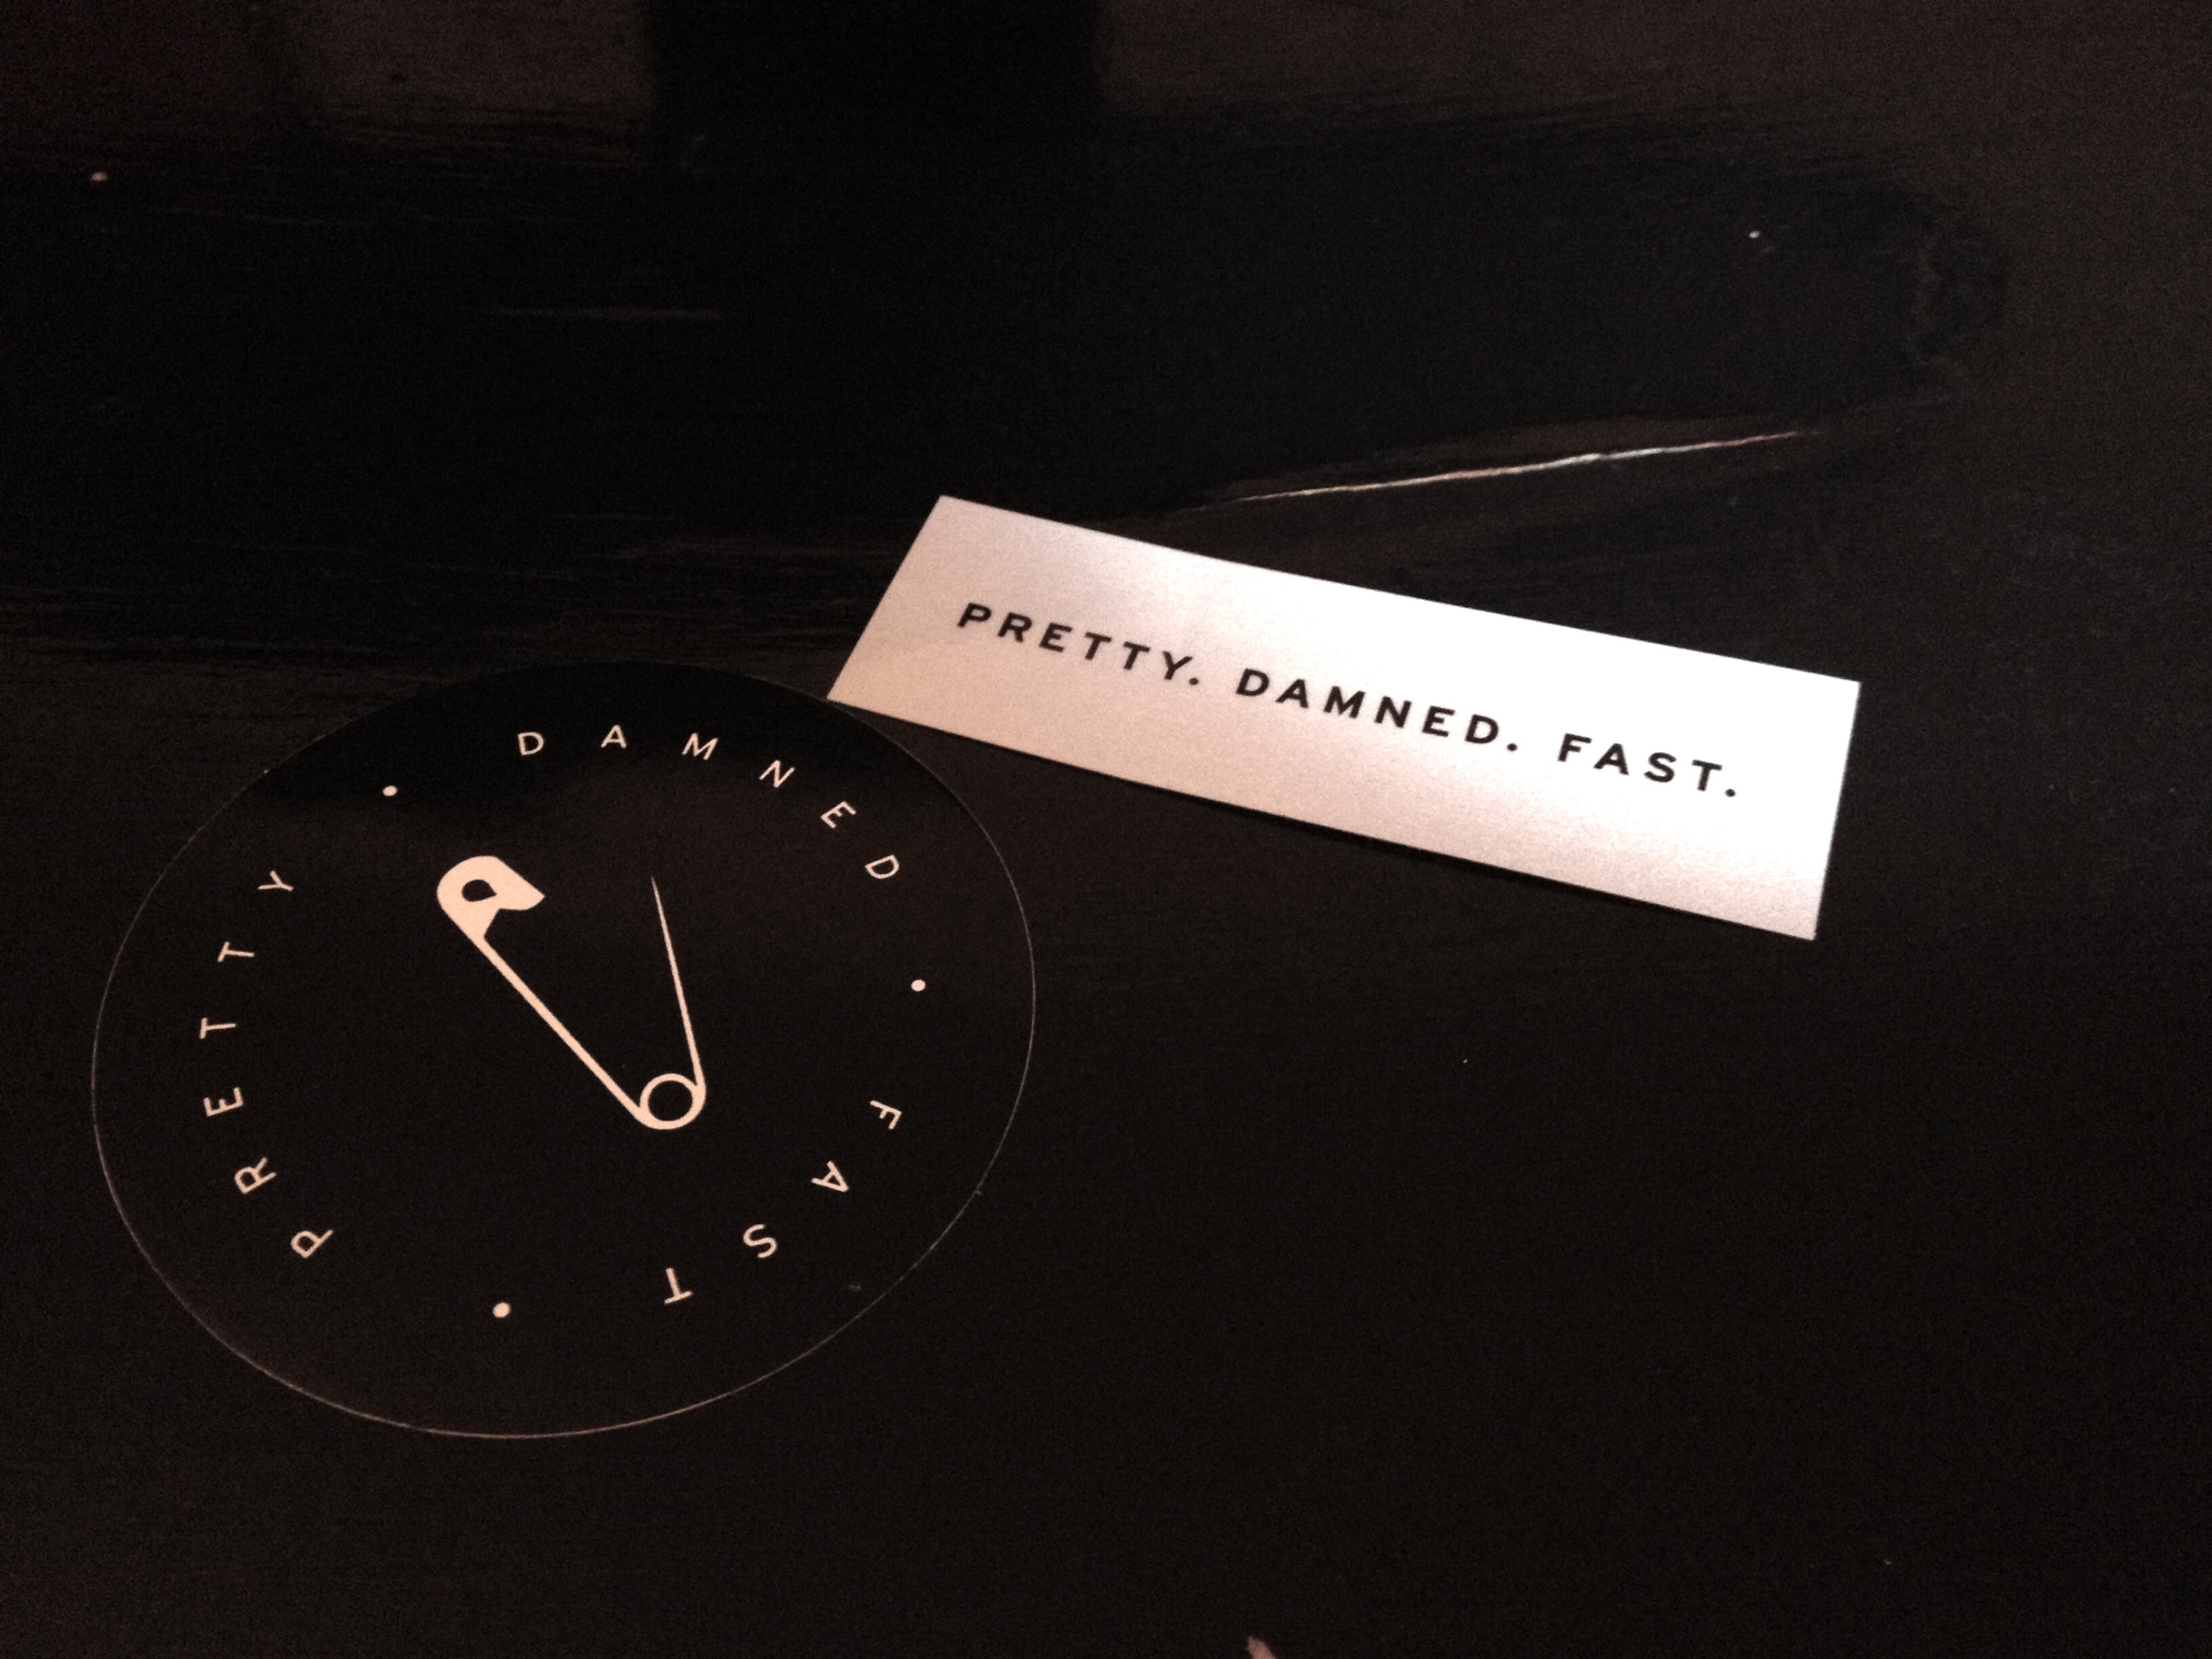 PRETTY. DAMNED. FAST.
PRETTY • DAMNED • FAST •